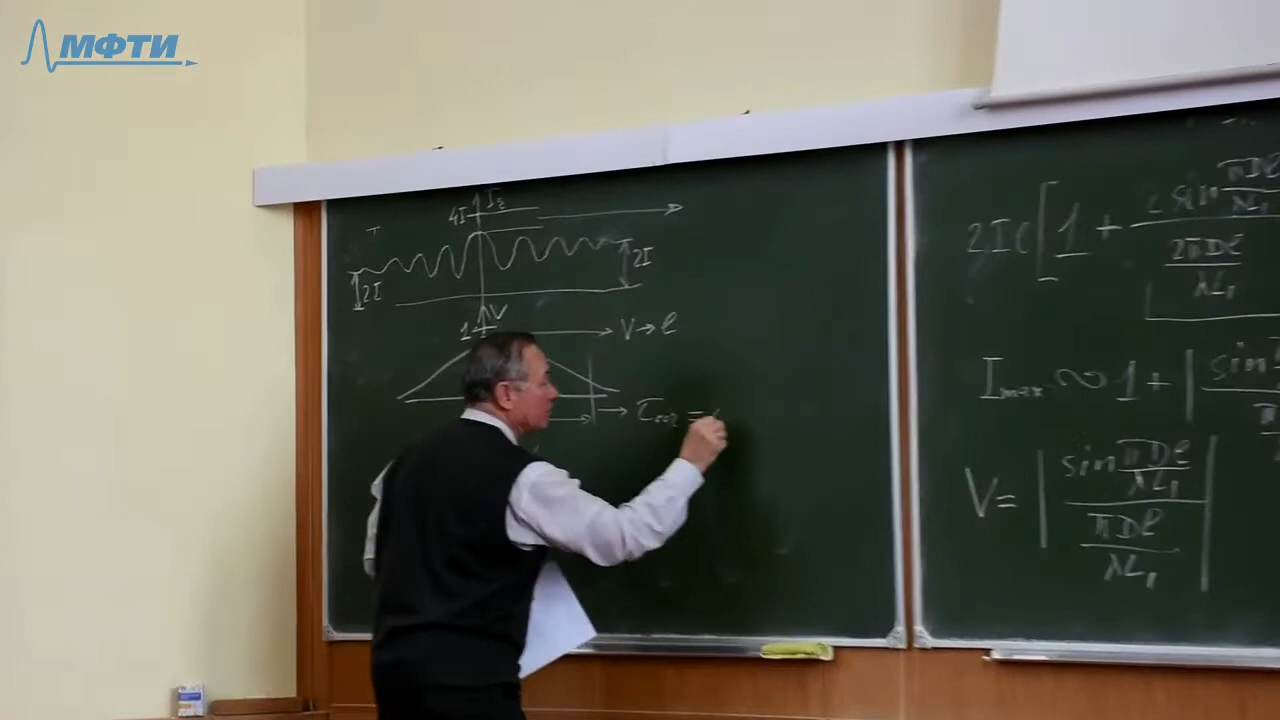 МФТИ
4I I_Σ
2I
2I
V
1
V → ℓ
τ_ког =
2Iℓ [ 1 + sin πDℓ/λL₁
2πDℓ/λL₁
I_max ∞ 1 + | sin
V = | sin πDℓ/λL₁ / πDℓ/λL₁ |